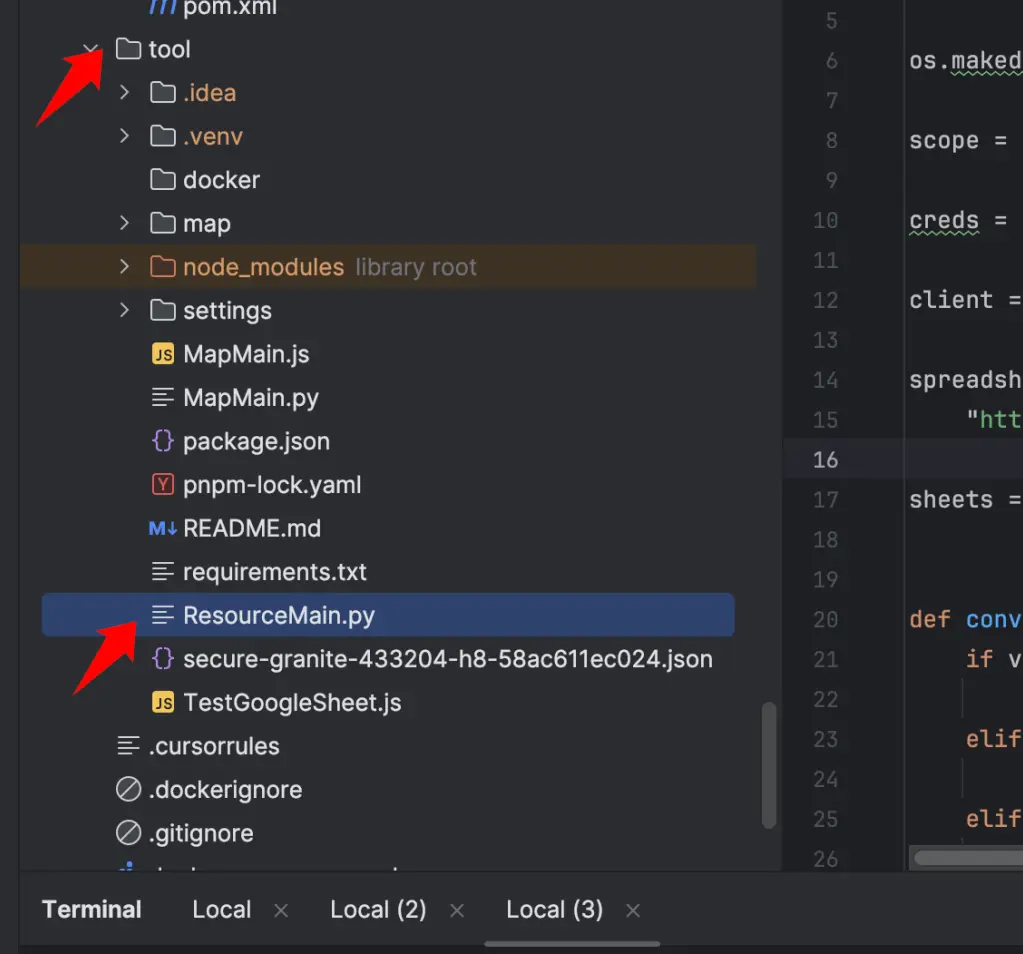 pom.xml
tool
.idea
.venv
docker
map
node_modules library root
settings
JS MapMain.js
MapMain.py
{} package.json
Y pnpm-lock.yaml
M↓ README.md
requirements.txt
ResourceMain.py
{} secure-granite-433204-h8-58ac611ec024.json
JS TestGoogleSheet.js
.cursorrules
.dockerignore
.gitignore
5
6 os.maked
7
8 scope =
9
10 creds =
11
12 client =
13
14 spreadsh
15 "htt
16
17 sheets =
18
19
20 def conv
21 if v
22
23 elif
24
25 elif
26
Terminal Local × Local (2) × Local (3) ×